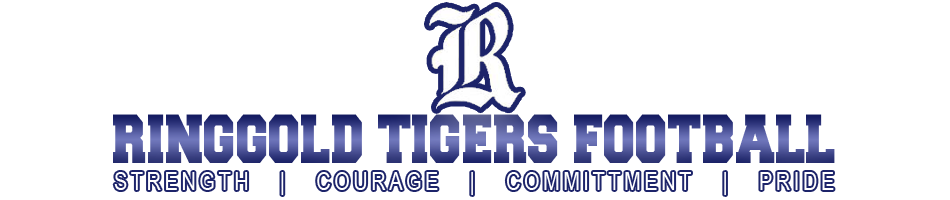 R
RINGGOLD TIGERS FOOTBALL
STRENGTH | COURAGE | COMMITTMENT | PRIDE